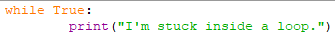 while True:
        print("I'm stuck inside a loop.")